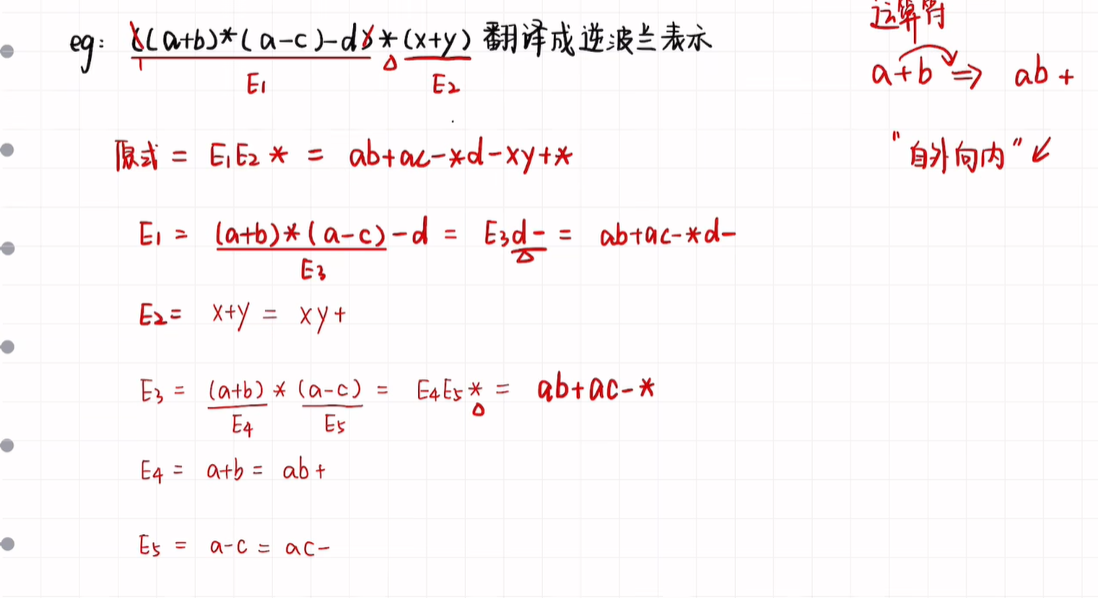 eg: ((a+b)*(a-c)-d)*(x+y) 翻译成逆波兰表示
E1 E2
运算符
a+b ⇒ ab+
"自外向内"
原式 = E1E2* = ab+ac-*d-xy+*
E1 = (a+b)*(a-c)-d = E3d- = ab+ac-*d-
E3
E2= x+y = xy+
E3 = (a+b)*(a-c) = E4E5* = ab+ac-*
E4 E5
E4 = a+b = ab+
E5 = a-c = ac-